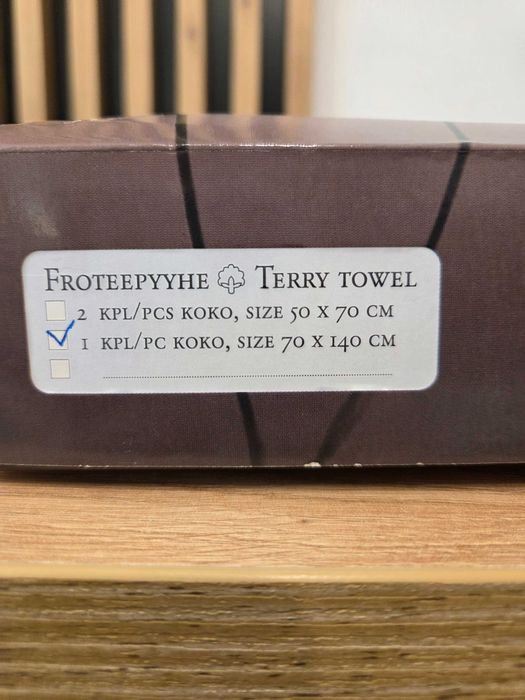 Froteepyyhe Terry towel
2 kpl/pcs koko, size 50 x 70 cm
1 kpl/pc koko, size 70 x 140 cm